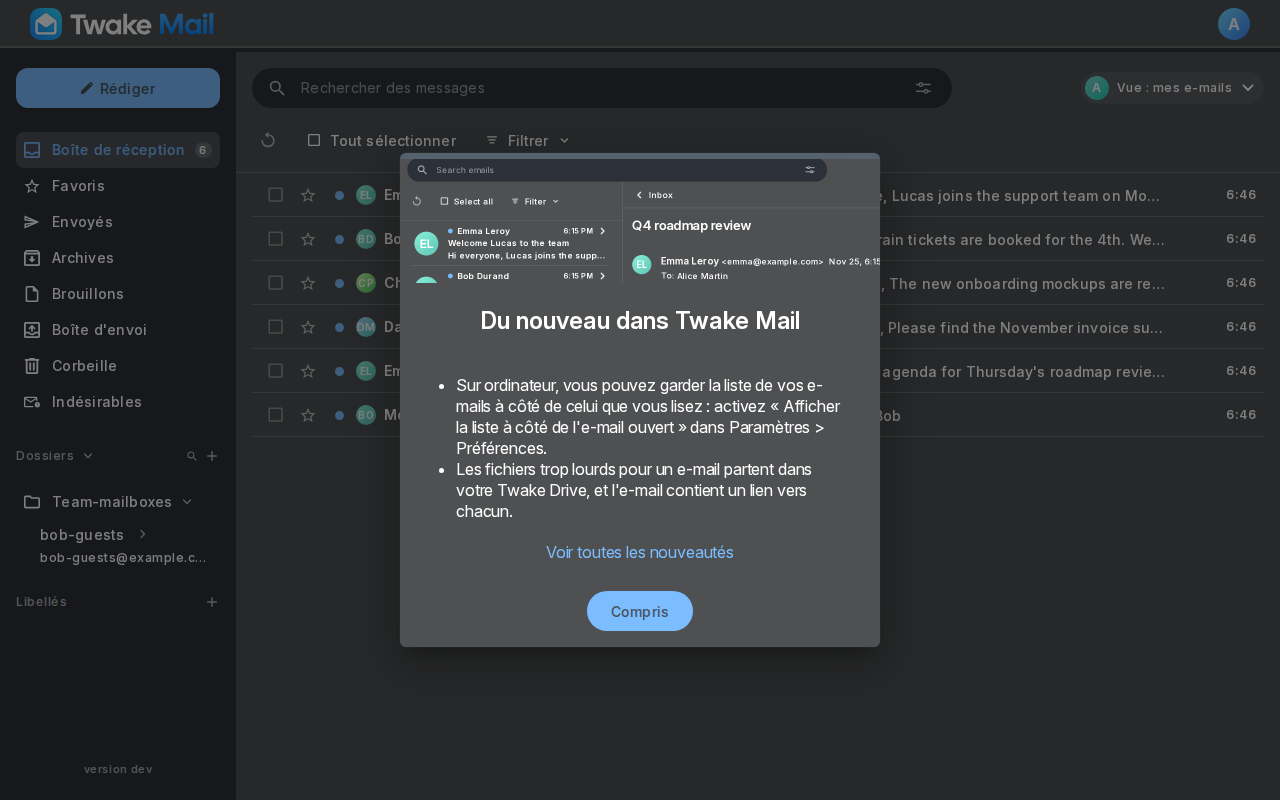 Twake Mail
A
Rédiger
Rechercher des messages
A Vue : mes e-mails
Boîte de réception 6
Tout sélectionner
Filtrer
Favoris
Envoyés
Archives
Brouillons
Boîte d'envoi
Corbeille
Indésirables
Dossiers
Team-mailboxes
bob-guests
bob-guests@example.c...
Libellés
version dev
EL , Lucas joins the support team on Mo... 6:46
BD tickets are booked for the 4th. We... 6:46
CP , The new onboarding mockups are re... 6:46
DM , Please find the November invoice su... 6:46
EL agenda for Thursday's roadmap revie... 6:46
BO Bob 6:46
Search emails
Select all
Filter
Inbox
Q4 roadmap review
EL
Emma Leroy 6:15 PM
Welcome Lucas to the team
Hi everyone, Lucas joins the supp...
Bob Durand 6:15 PM
EL
Emma Leroy <emma@example.com> Nov 25, 6:15
To: Alice Martin
Du nouveau dans Twake Mail
• Sur ordinateur, vous pouvez garder la liste de vos e-
mails à côté de celui que vous lisez : activez « Afficher
la liste à côté de l'e-mail ouvert » dans Paramètres >
Préférences.
• Les fichiers trop lourds pour un e-mail partent dans
votre Twake Drive, et l'e-mail contient un lien vers
chacun.
Voir toutes les nouveautés
Compris